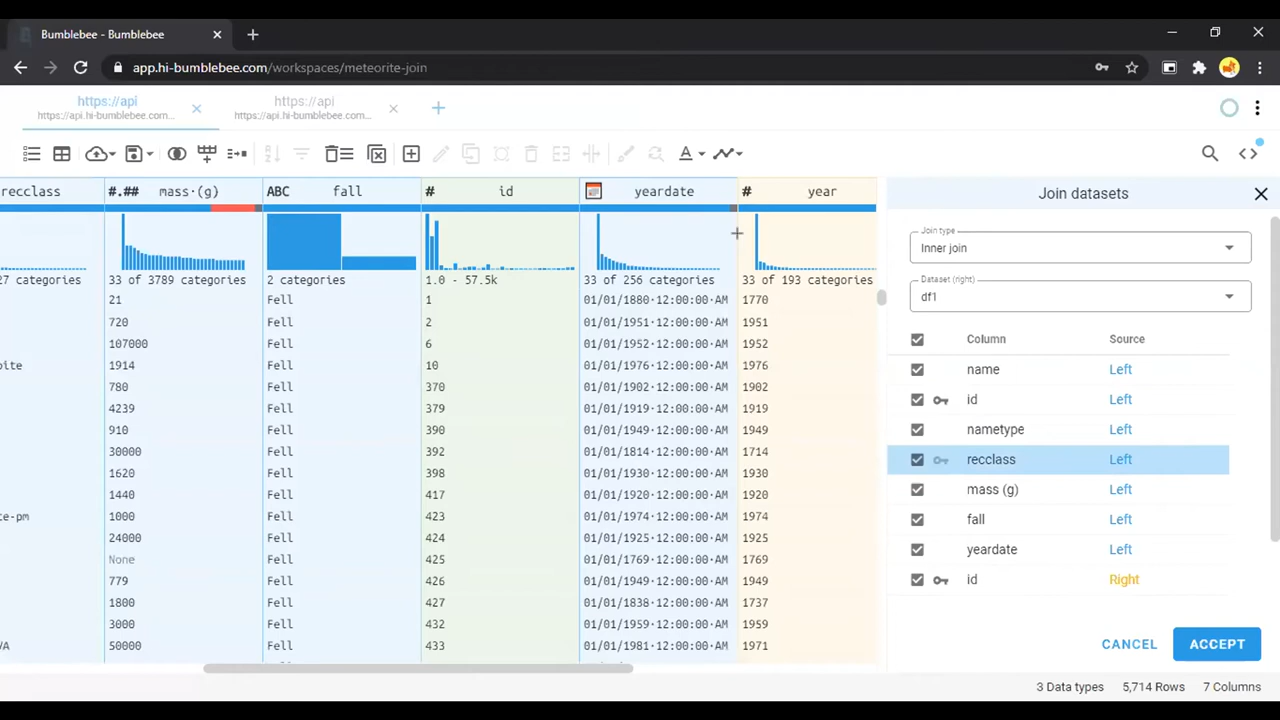 Bumblebee - Bumblebee
app.hi-bumblebee.com/workspaces/meteorite-join
https://api
https://api.hi-bumblebee.com...
https://api
https://api.hi-bumblebee.com...
recclass #.## mass·(g) ABC fall # id yeardate # year
27 categories 33 of 3789 categories 2 categories 1.0 - 57.5k 33 of 256 categories 33 of 193 categories
21 Fell 1 01/01/1880·12:00:00·AM 1770
720 Fell 2 01/01/1951·12:00:00·AM 1951
107000 Fell 6 01/01/1952·12:00:00·AM 1952
oite 1914 Fell 10 01/01/1976·12:00:00·AM 1976
780 Fell 370 01/01/1902·12:00:00·AM 1902
4239 Fell 379 01/01/1919·12:00:00·AM 1919
910 Fell 390 01/01/1949·12:00:00·AM 1949
30000 Fell 392 01/01/1814·12:00:00·AM 1714
1620 Fell 398 01/01/1930·12:00:00·AM 1930
1440 Fell 417 01/01/1920·12:00:00·AM 1920
te-pm 1000 Fell 423 01/01/1974·12:00:00·AM 1974
24000 Fell 424 01/01/1925·12:00:00·AM 1925
None Fell 425 01/01/1769·12:00:00·AM 1769
779 Fell 426 01/01/1949·12:00:00·AM 1949
1800 Fell 427 01/01/1838·12:00:00·AM 1737
3000 Fell 432 01/01/1959·12:00:00·AM 1959
VA 50000 Fell 433 01/01/1981·12:00:00·AM 1971
Join datasets
Join type
Inner join
Dataset (right)
df1
Column Source
name Left
id Left
nametype Left
recclass Left
mass (g) Left
fall Left
yeardate Left
id Right
CANCEL ACCEPT
3 Data types 5,714 Rows 7 Columns